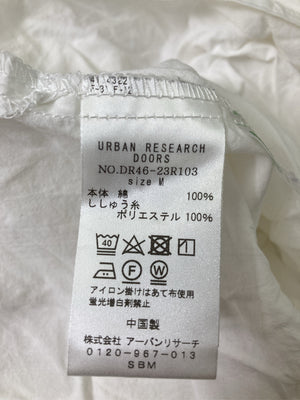 URBAN RESEARCH
DOORS
NO.DR46-23R103
size M
本体 綿 100%
ししゅう糸
ポリエステル 100%
40
F W
アイロン掛けはあて布使用
蛍光増白剤禁止
中国製
株式会社 アーバンリサーチ
0120-967-013
SBM